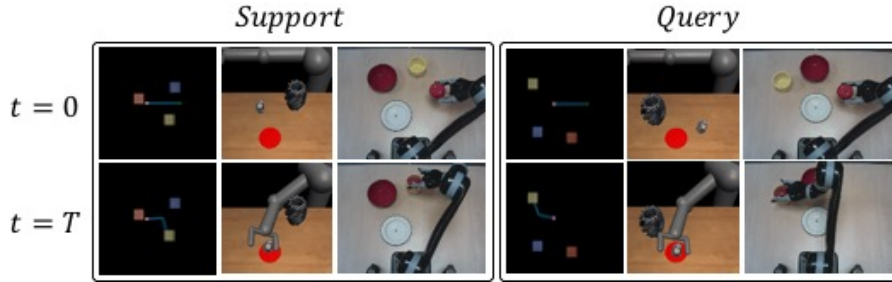 Support Query
t = 0
t = T